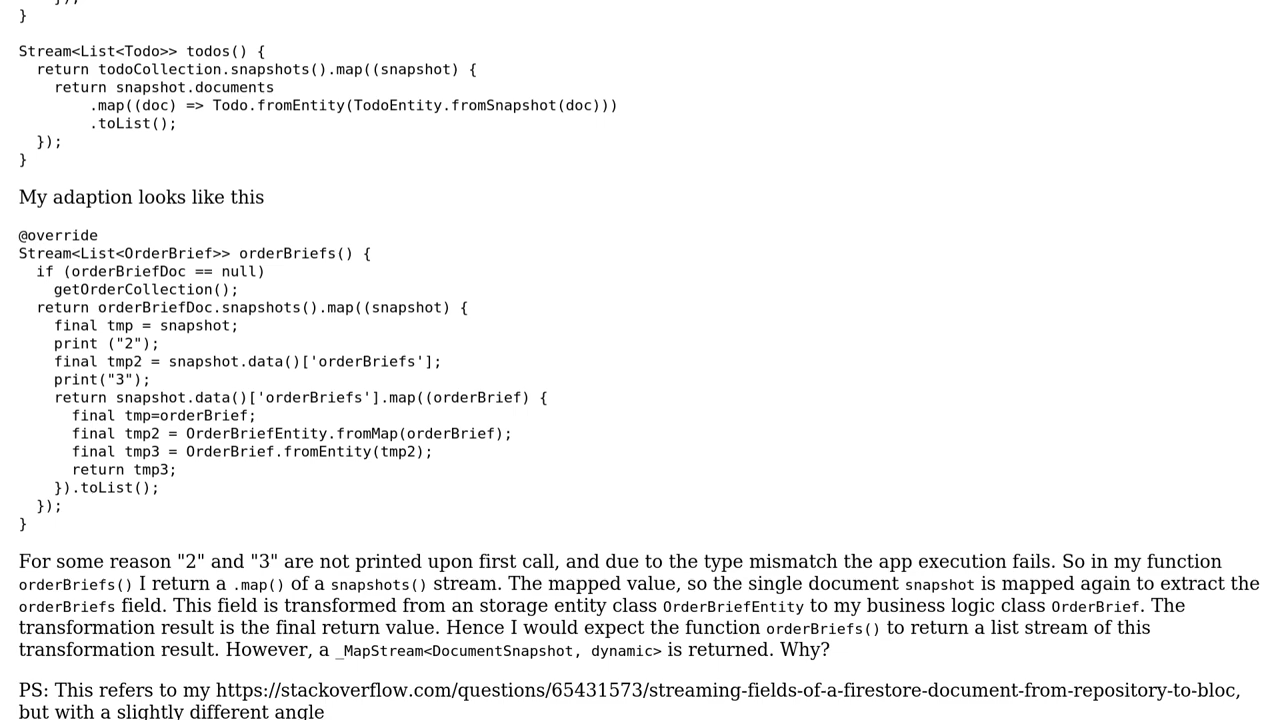 }
Stream<List<Todo>> todos() {
  return todoCollection.snapshots().map((snapshot) {
    return snapshot.documents
        .map((doc) => Todo.fromEntity(TodoEntity.fromSnapshot(doc)))
        .toList();
  });
}
My adaption looks like this
@override
Stream<List<OrderBrief>> orderBriefs() {
  if (orderBriefDoc == null)
    getOrderCollection();
  return orderBriefDoc.snapshots().map((snapshot) {
    final tmp = snapshot;
    print ("2");
    final tmp2 = snapshot.data()['orderBriefs'];
    print("3");
    return snapshot.data()['orderBriefs'].map((orderBrief) {
      final tmp=orderBrief;
      final tmp2 = OrderBriefEntity.fromMap(orderBrief);
      final tmp3 = OrderBrief.fromEntity(tmp2);
      return tmp3;
    }).toList();
  });
}
For some reason "2" and "3" are not printed upon first call, and due to the type mismatch the app execution fails. So in my function
orderBriefs() I return a .map() of a snapshots() stream. The mapped value, so the single document snapshot is mapped again to extract the
orderBriefs field. This field is transformed from an storage entity class OrderBriefEntity to my business logic class OrderBrief. The
transformation result is the final return value. Hence I would expect the function orderBriefs() to return a list stream of this
transformation result. However, a _MapStream<DocumentSnapshot, dynamic> is returned. Why?
PS: This refers to my https://stackoverflow.com/questions/65431573/streaming-fields-of-a-firestore-document-from-repository-to-bloc,
but with a slightly different angle